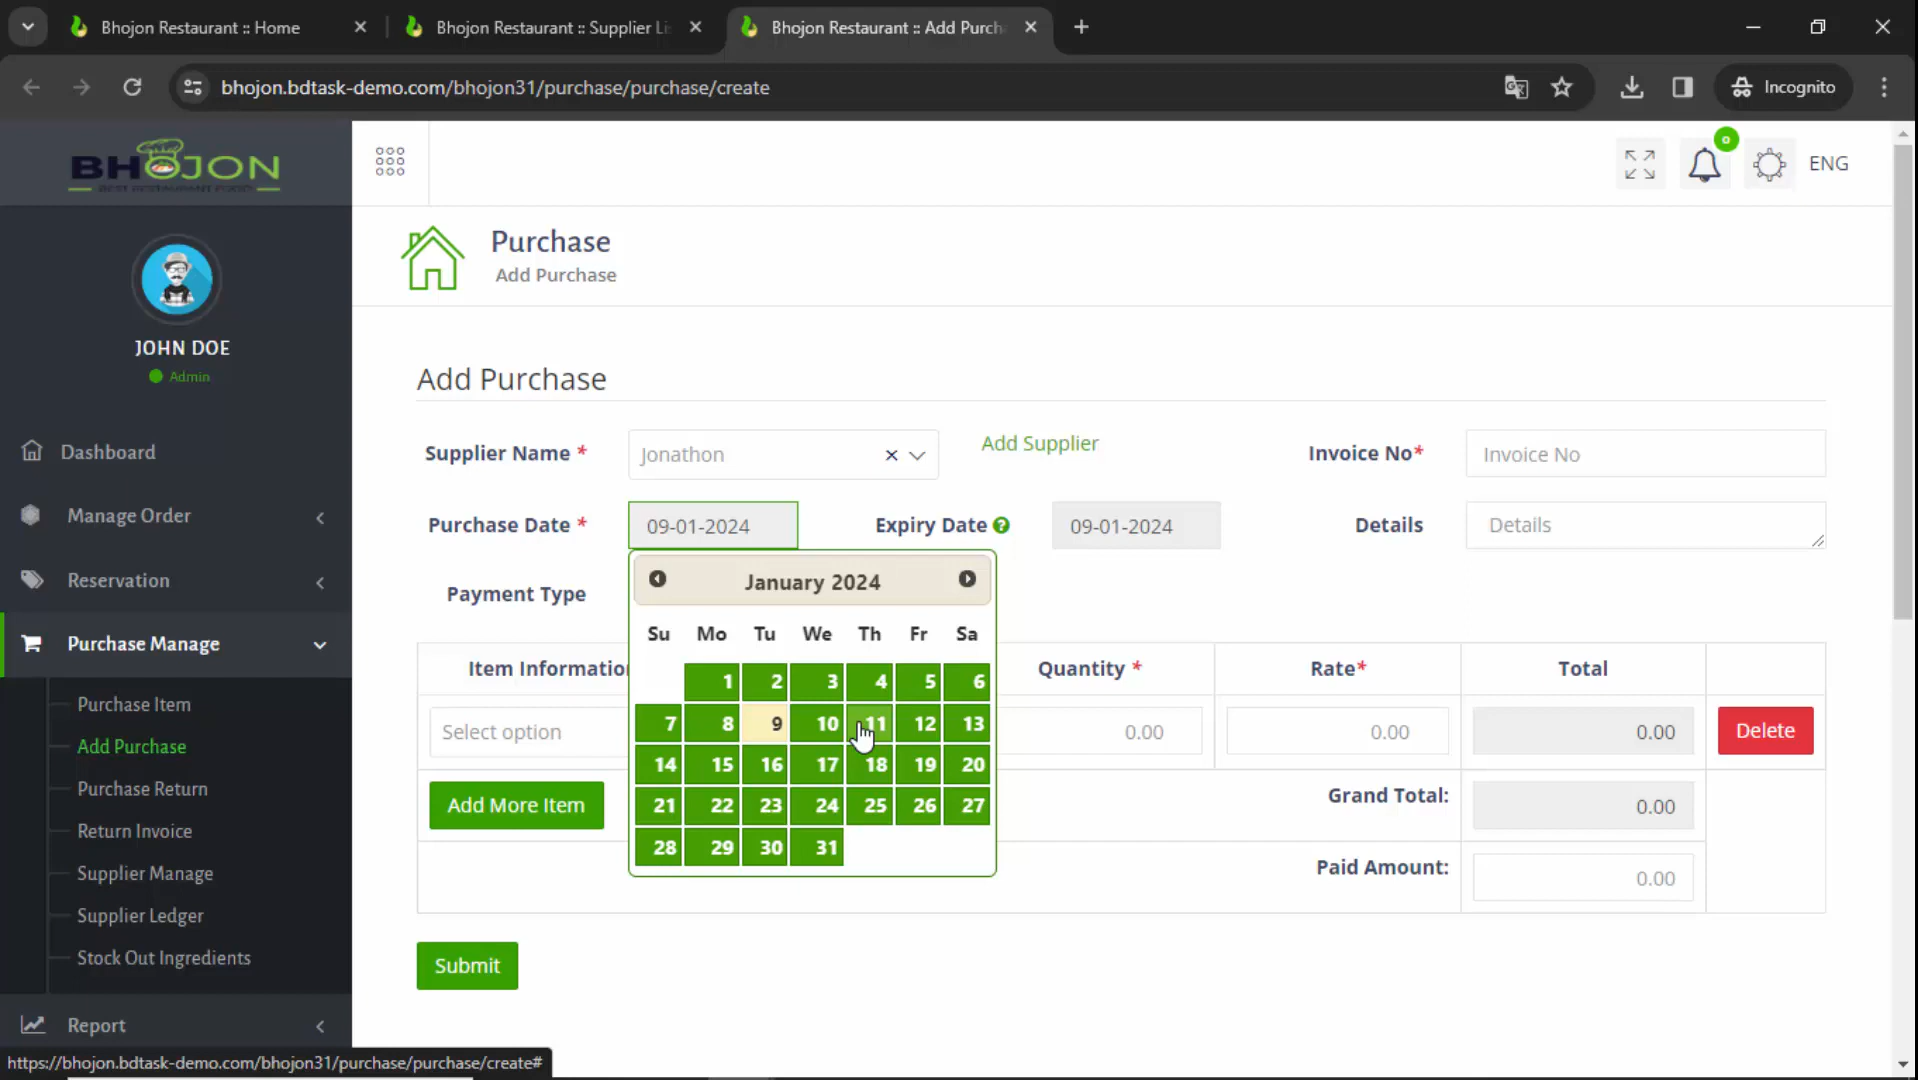 Bhojon Restaurant :: Home
Bhojon Restaurant :: Supplier Li
Bhojon Restaurant :: Add Purch
bhojon.bdtask-demo.com/bhojon31/purchase/purchase/create
Incognito
BHOJON
BEST RESTAURANT FOOD
JOHN DOE
Admin
Dashboard
Manage Order
Reservation
Purchase Manage
Purchase Item
Add Purchase
Purchase Return
Return Invoice
Supplier Manage
Supplier Ledger
Stock Out Ingredients
Report
https://bhojon.bdtask-demo.com/bhojon31/purchase/purchase/create#
0
ENG
Purchase
Add Purchase
Add Purchase
Supplier Name *
Jonathon
Add Supplier
Invoice No*
Invoice No
Purchase Date *
09-01-2024
Expiry Date ?
09-01-2024
Details
Details
Payment Type
January 2024
Su Mo Tu We Th Fr Sa
1 2 3 4 5 6
7 8 9 10 11 12 13
14 15 16 17 18 19 20
21 22 23 24 25 26 27
28 29 30 31
Item Information
Quantity *
Rate*
Total
Select option
0.00
0.00
0.00
Delete
Add More Item
Grand Total:
0.00
Paid Amount:
0.00
Submit